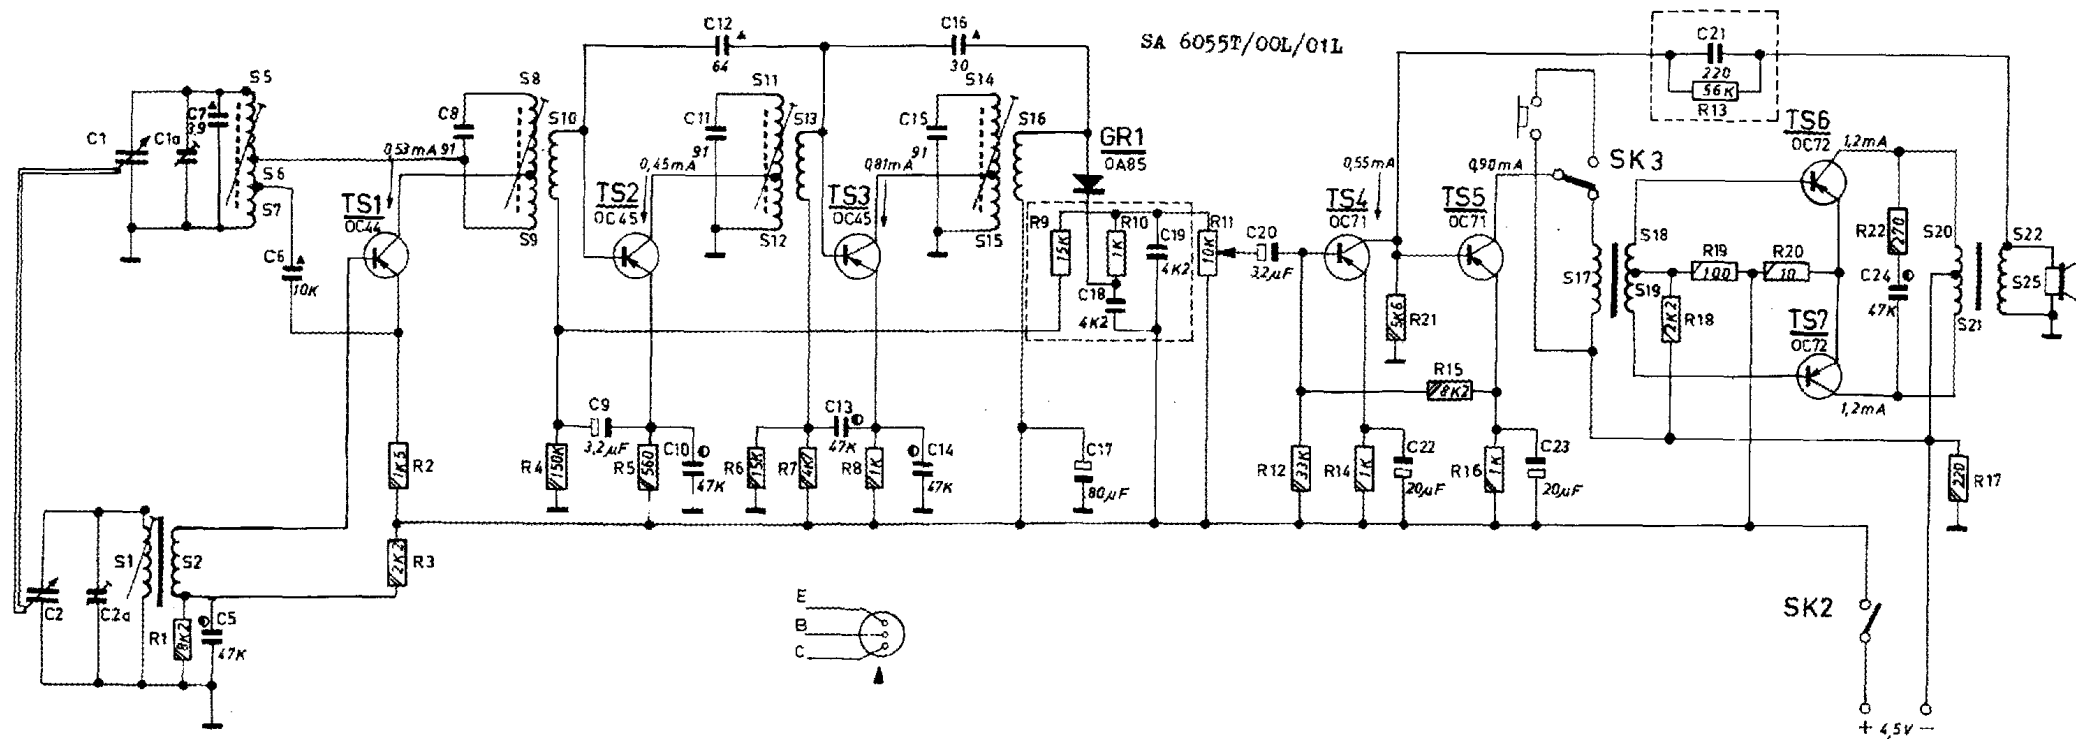 SA 6055T/00L/01L
C12
64
C16
30
C21
220
56K
R13
S5
C7
39
C1
C1a
S6
S7
C6
10K
0,53mA
TS1
OC44
S8
C8
91
S9
S10
TS2
OC45
0,45mA
S11
C11
91
S12
S13
TS3
OC45
0,81mA
S14
C15
91
S15
S16
GR1
OA85
R9
15K
R10
1K
C19
4K2
C18
4K2
R11
10K
C20
3,2µF
TS4
OC71
0,55mA
TS5
OC71
0,90mA
R21
5K6
R15
8K2
SK3
S17
S18
S19
R19
100
R20
10
R18
2K2
TS6
OC72
1,2mA
TS7
OC72
1,2mA
R22
270
C24
47K
S20
S21
S22
S25
R2
1K5
R3
2K2
R4
150K
C9
3,2µF
R5
560
C10
47K
R6
15K
R7
4K7
C13
47K
R8
1K
C14
47K
C17
80µF
R12
33K
R14
1K
C22
20µF
R16
1K
C23
20µF
R17
220
C2
C2a
S1
S2
R1
8K2
C5
47K
E
B
C
SK2
+ 4,5V −